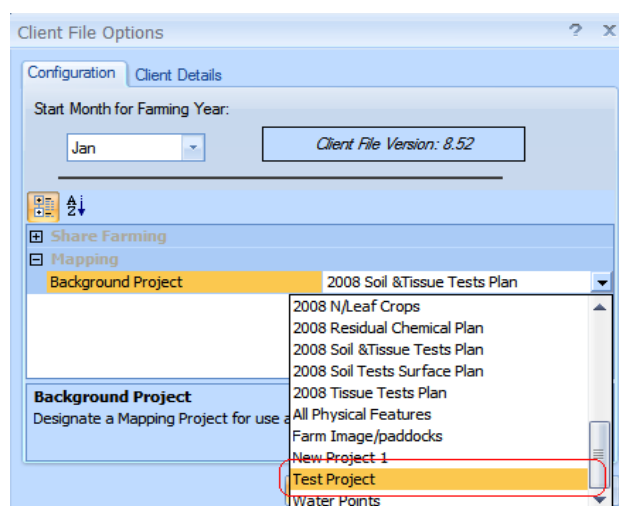 Client File Options
Configuration Client Details
Start Month for Farming Year:
Jan
Client File Version: 8.52
Share Farming
Mapping
Background Project 2008 Soil &Tissue Tests Plan
2008 N/Leaf Crops
2008 Residual Chemical Plan
2008 Soil &Tissue Tests Plan
2008 Soil Tests Surface Plan
2008 Tissue Tests Plan
All Physical Features
Farm Image/paddocks
New Project 1
Test Project
Water Points
Background Project
Designate a Mapping Project for use